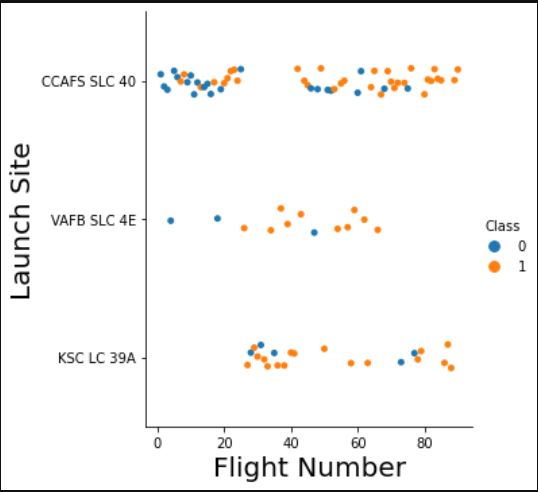 CCAFS SLC 40
VAFB SLC 4E
KSC LC 39A
Launch Site
0 20 40 60 80
Flight Number
Class
0
1